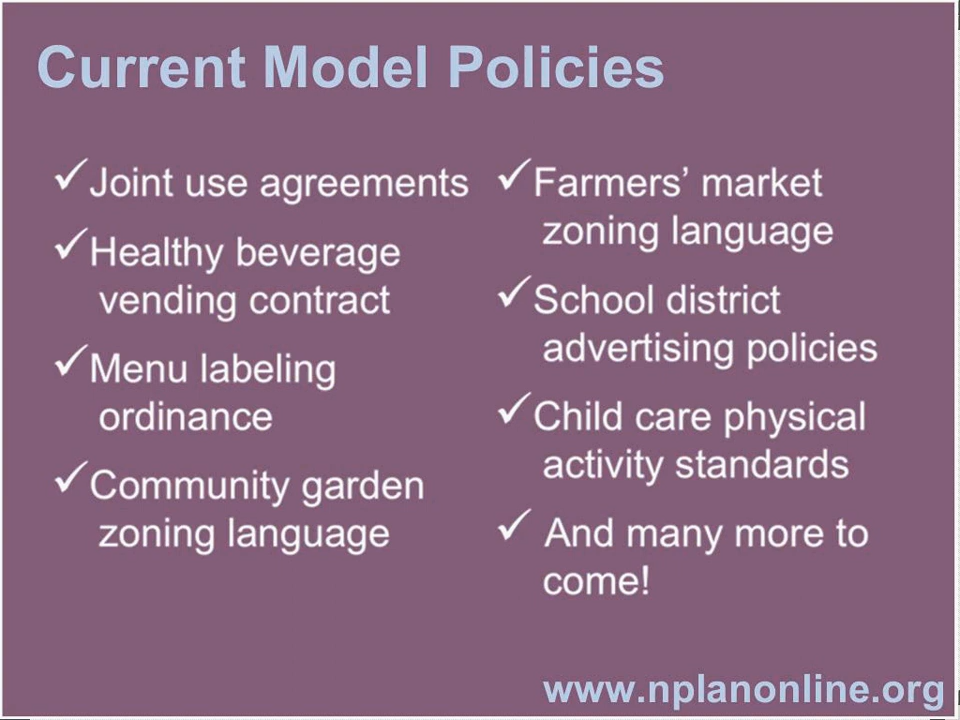 Current Model Policies
✓Joint use agreements
✓Healthy beverage
vending contract
✓Menu labeling
ordinance
✓Community garden
zoning language
✓Farmers’ market
zoning language
✓School district
advertising policies
✓Child care physical
activity standards
✓ And many more to
come!
www.nplanonline.org